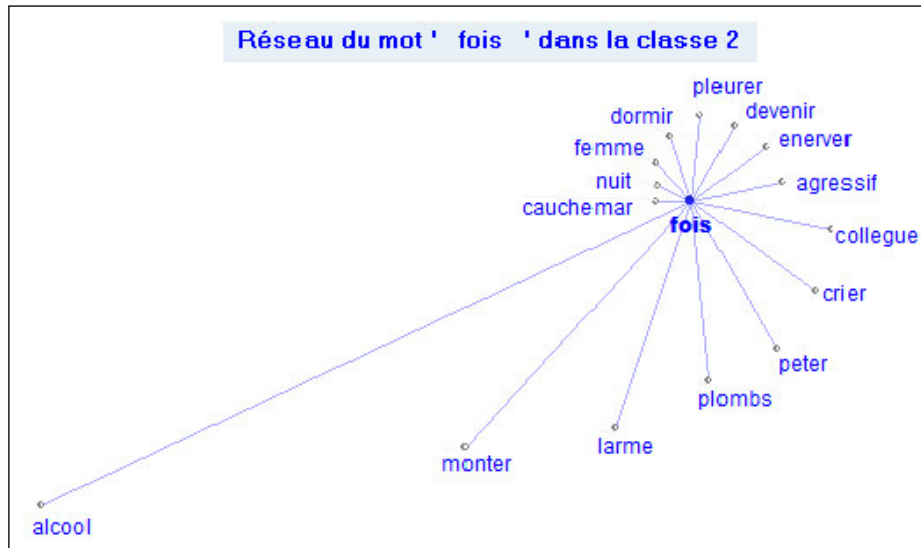 Réseau du mot ' fois ' dans la classe 2
pleurer
devenir
dormir
enerver
femme
nuit
agressif
cauchemar
fois
collegue
crier
peter
plombs
larme
monter
alcool